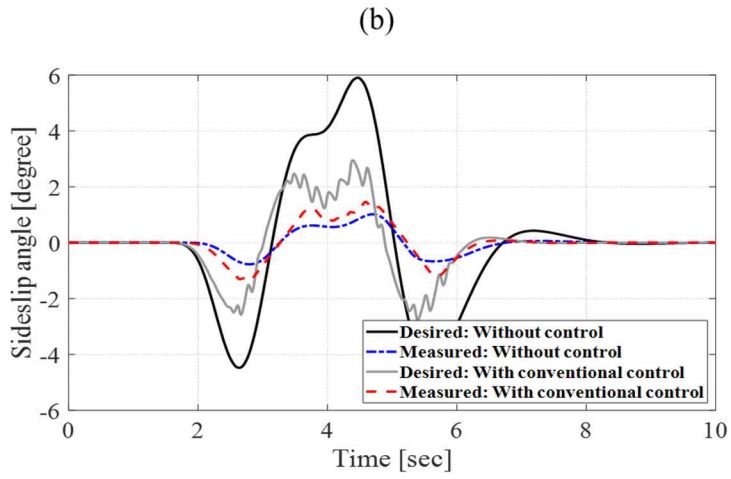 (b)
6
4
2
0
-2
-4
-6
Sideslip angle [degree]
Desired: Without control
Measured: Without control
Desired: With conventional control
Measured: With conventional control
0 2 4 6 8 10
Time [sec]